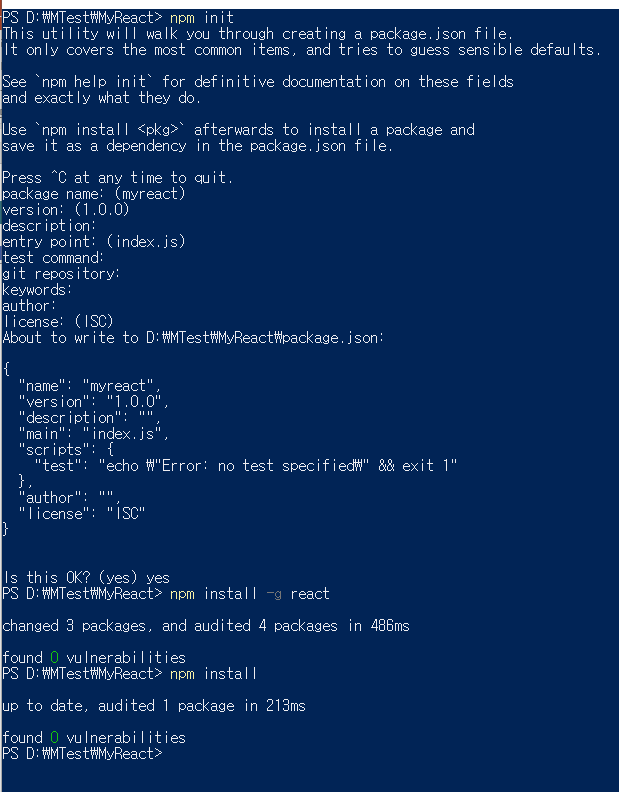 PS D:₩MTest₩MyReact> npm init
This utility will walk you through creating a package.json file.
It only covers the most common items, and tries to guess sensible defaults.
See `npm help init` for definitive documentation on these fields
and exactly what they do.
Use `npm install <pkg>` afterwards to install a package and
save it as a dependency in the package.json file.
Press ^C at any time to quit.
package name: (myreact)
version: (1.0.0)
description:
entry point: (index.js)
test command:
git repository:
keywords:
author:
license: (ISC)
About to write to D:₩MTest₩MyReact₩package.json:
{
  "name": "myreact",
  "version": "1.0.0",
  "description": "",
  "main": "index.js",
  "scripts": {
    "test": "echo ₩"Error: no test specified₩" && exit 1"
  },
  "author": "",
  "license": "ISC"
}
Is this OK? (yes) yes
PS D:₩MTest₩MyReact> npm install -g react
changed 3 packages, and audited 4 packages in 486ms
found 0 vulnerabilities
PS D:₩MTest₩MyReact> npm install
up to date, audited 1 package in 213ms
found 0 vulnerabilities
PS D:₩MTest₩MyReact>